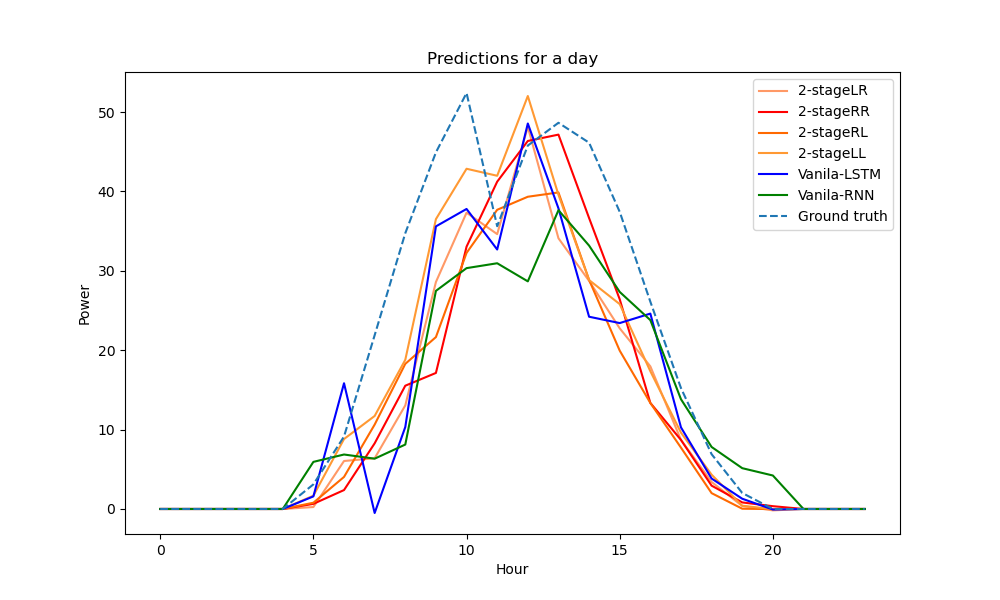 Predictions for a day
2-stageLR
2-stageRR
2-stageRL
2-stageLL
Vanila-LSTM
Vanila-RNN
Ground truth
50
40
30
20
10
0
Power
0 5 10 15 20
Hour